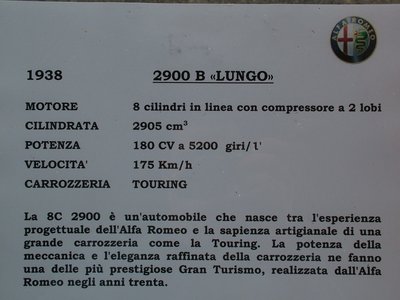 ALFA ROMEO
1938 2900 B «LUNGO»
MOTORE 8 cilindri in linea con compressore a 2 lobi
CILINDRATA 2905 cm³
POTENZA 180 CV a 5200 giri/1'
VELOCITA' 175 Km/h
CARROZZERIA TOURING
La 8C 2900 è un'automobile che nasce tra l'esperienza
progettuale dell'Alfa Romeo e la sapienza artigianale di una
grande carrozzeria come la Touring. La potenza della
meccanica e l'eleganza raffinata della carrozzeria ne fanno
una delle più prestigiose Gran Turismo, realizzata dall'Alfa
Romeo negli anni trenta.